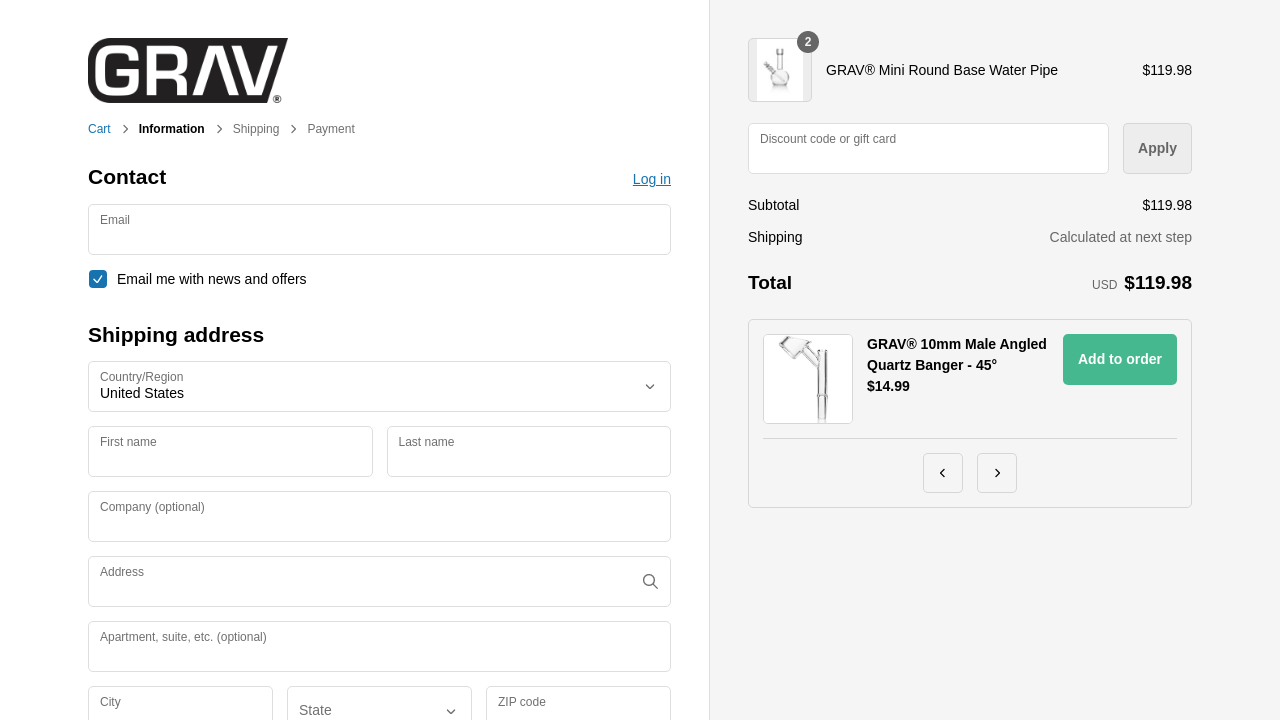 GRAV®
Cart > Information > Shipping > Payment
Contact
Log in
Email
Email me with news and offers
Shipping address
Country/Region
United States
First name
Last name
Company (optional)
Address
Apartment, suite, etc. (optional)
City
State
ZIP code
2
GRAV® Mini Round Base Water Pipe
$119.98
Discount code or gift card
Apply
Subtotal
$119.98
Shipping
Calculated at next step
Total
USD $119.98
GRAV® 10mm Male Angled
Quartz Banger - 45°
$14.99
Add to order